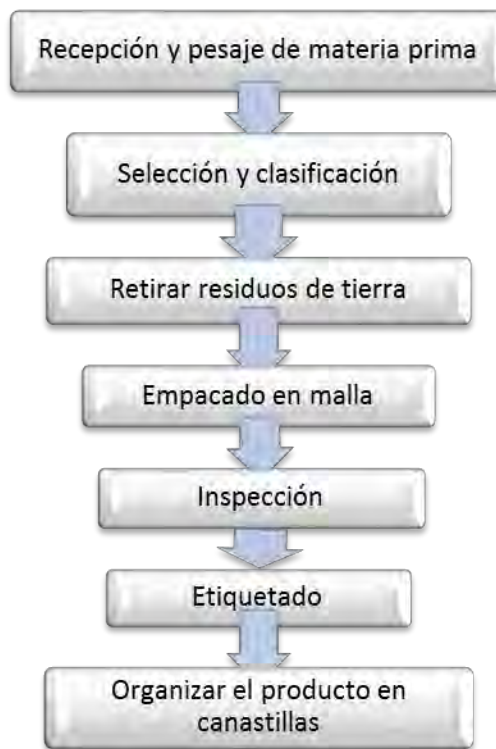 Recepción y pesaje de materia prima
Selección y clasificación
Retirar residuos de tierra
Empacado en malla
Inspección
Etiquetado
Organizar el producto en
canastillas